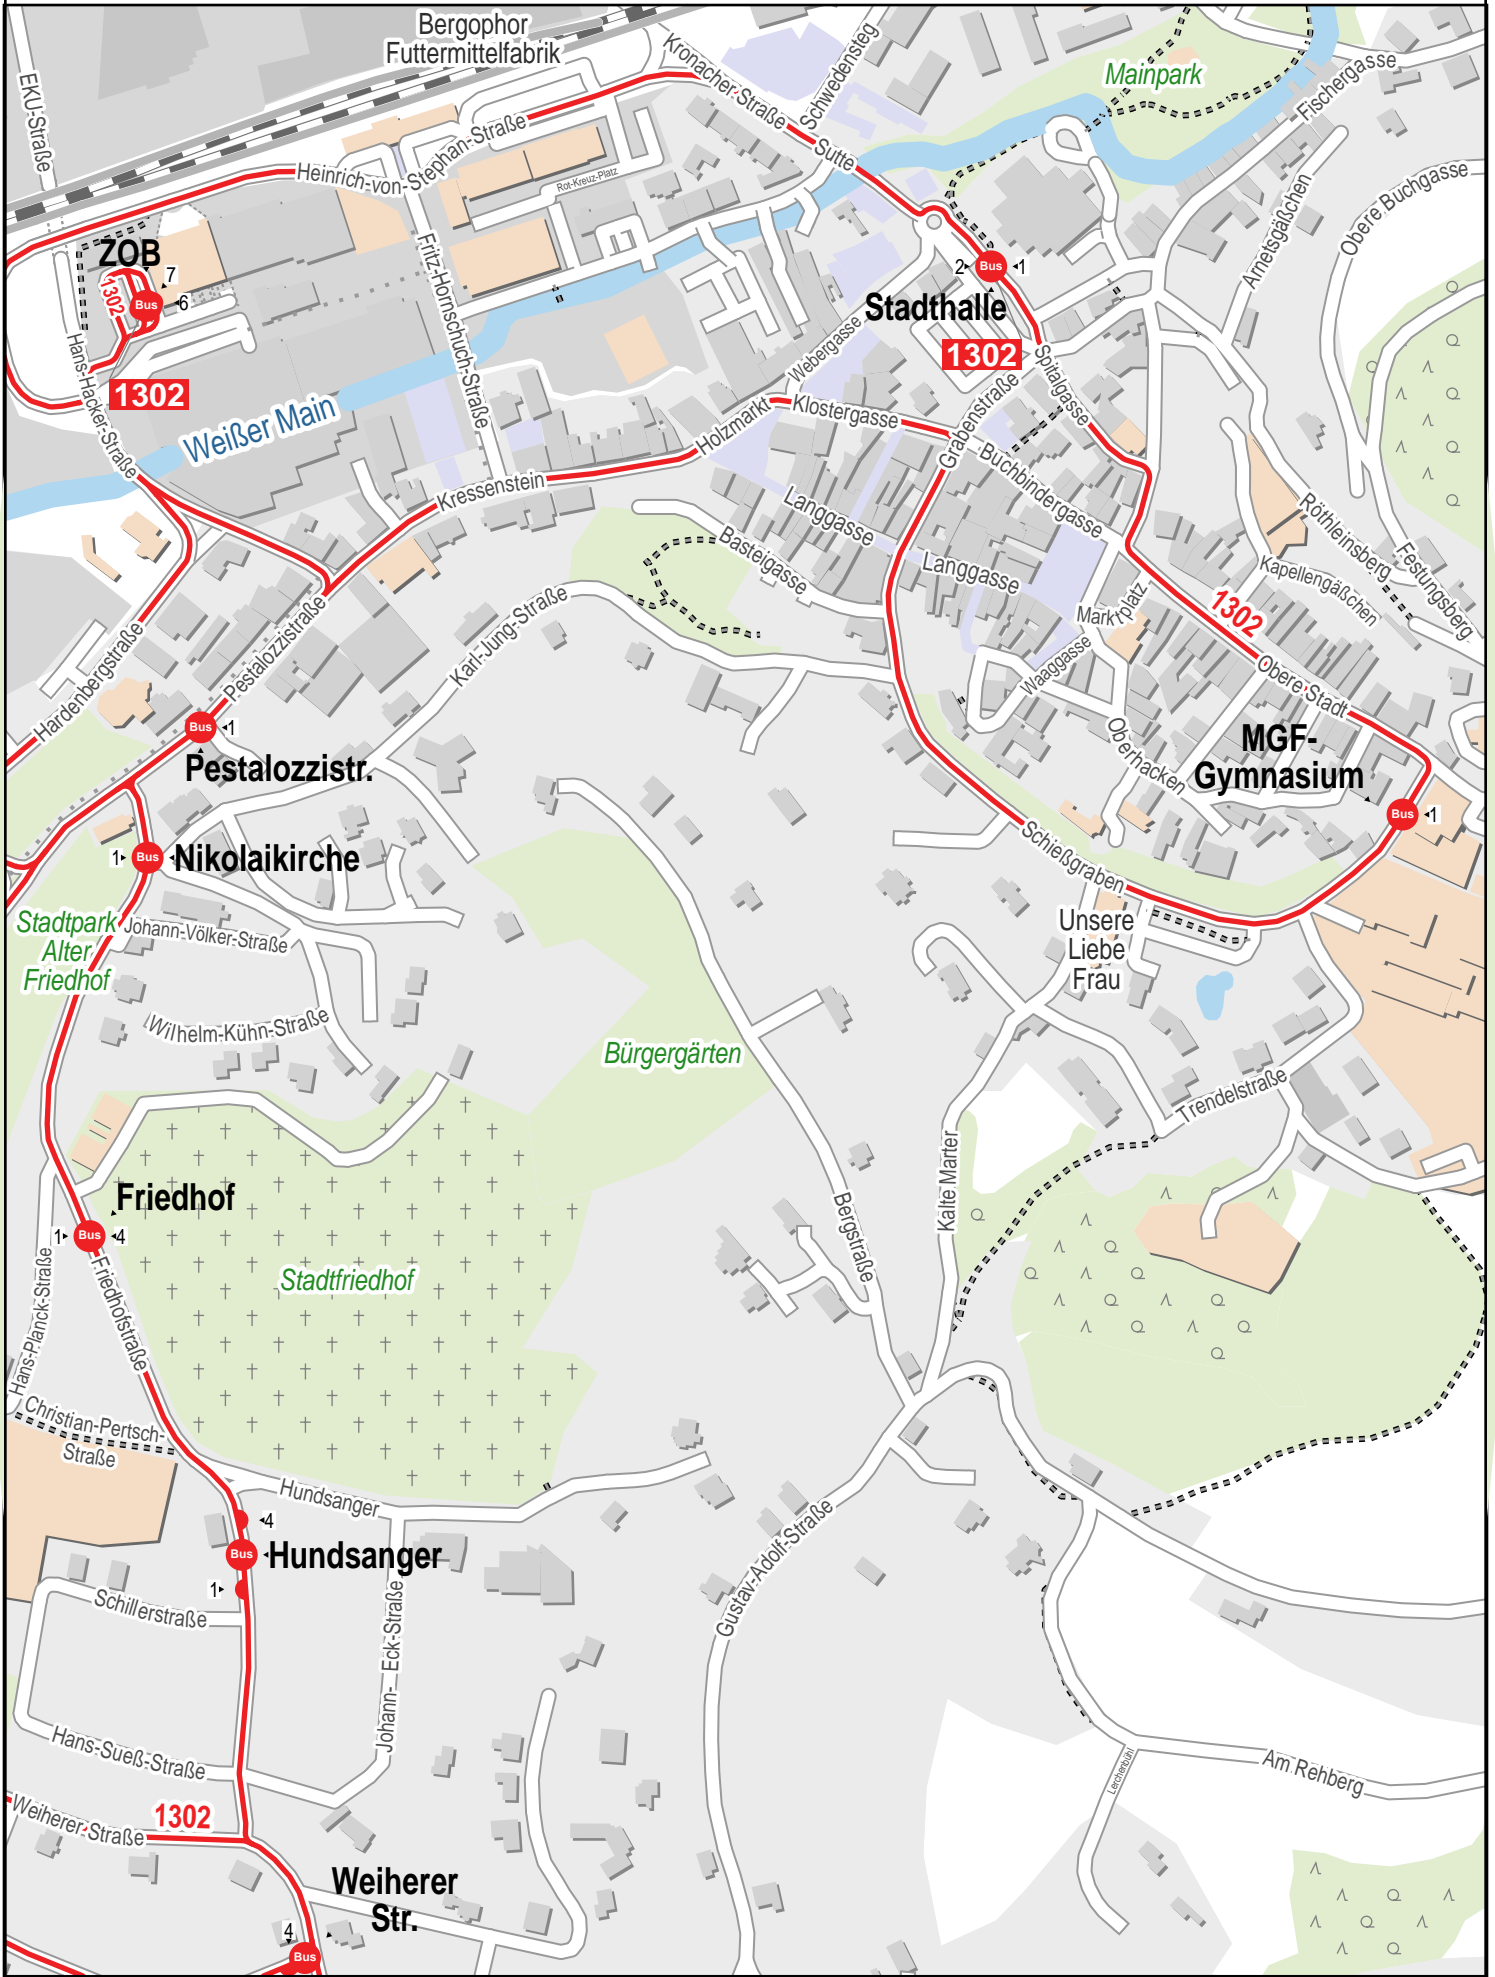 Bergophor
Futtermittelfabrik
EKU-Straße
Kronacher Straße
Schwedensteg
Mainpark
Fischergasse
Heinrich-von-Stephan-Straße
Sutte
Rot-Kreuz-Platz
Obere Buchgasse
Arnetsgäßchen
ZOB
7
6
1302
Bus
Fritz-Hornschuch-Straße
2
Bus
1
Stadthalle
1302
Hans-Hacker-Straße
1302
Weißer Main
Webergasse
Spitalgasse
Holzmarkt
Klostergasse
Grabenstraße
Buchbindergasse
Kressenstein
Langgasse
Basteigasse
Langgasse
Röthleinsberg
Festungsberg
Kapellengäßchen
Marktplatz
1302
Waaggasse
Obere Stadt
Karl-Jung-Straße
Pestalozzistraße
Hardenbergstraße
Bus
1
Pestalozzistr.
Oberhacken
MGF-
Gymnasium
Bus
1
1
Bus
Nikolaikirche
Schießgraben
Stadtpark
Alter
Friedhof
Johann-Völker-Straße
Unsere
Liebe
Frau
Wilhelm-Kühn-Straße
Bürgergärten
Trendelstraße
Kalte Marter
Friedhof
1
Bus
4
Bergstraße
Hans-Planck-Straße
Friedhofstraße
Stadtfriedhof
Christian-Pertsch-
Straße
Hundsanger
4
Bus
Hundsanger
1
Gustav-Adolf-Straße
Schillerstraße
Johann- Eck-Straße
Hans-Sueß-Straße
Lerchenbühl
Am Rehberg
Weiherer Straße
1302
Weiherer
Str.
4
Bus